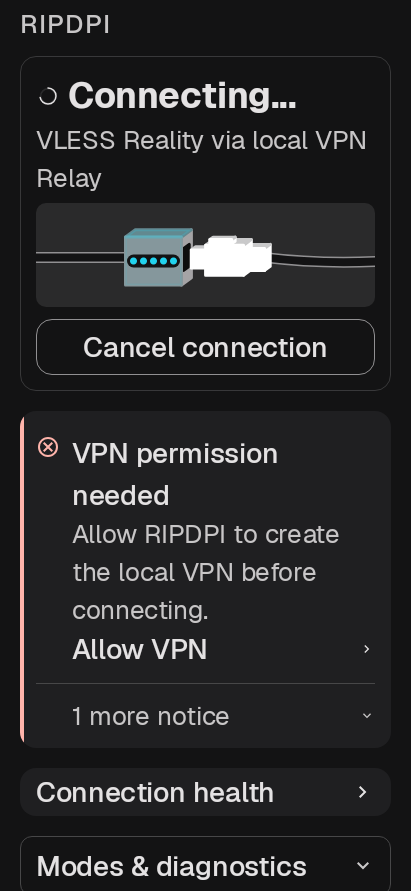 RIPDPI
Connecting...
VLESS Reality via local VPN
Relay
Cancel connection
VPN permission
needed
Allow RIPDPI to create
the local VPN before
connecting.
Allow VPN
1 more notice
Connection health
Modes & diagnostics